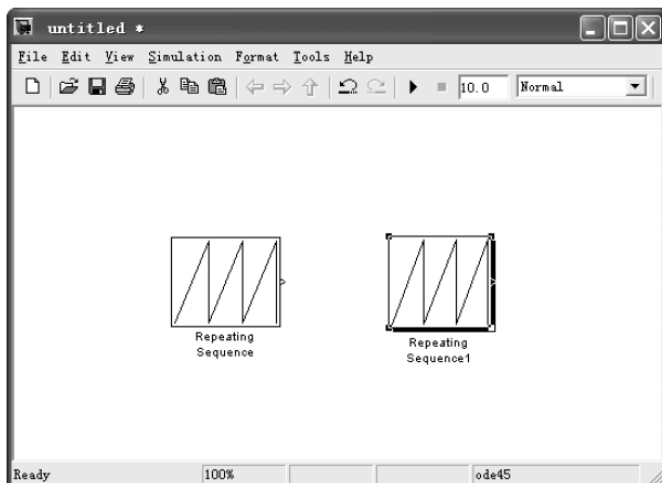 untitled *
File Edit View Simulation Format Tools Help
10.0 Normal
Repeating
Sequence
Repeating
Sequence1
Ready 100% ode45